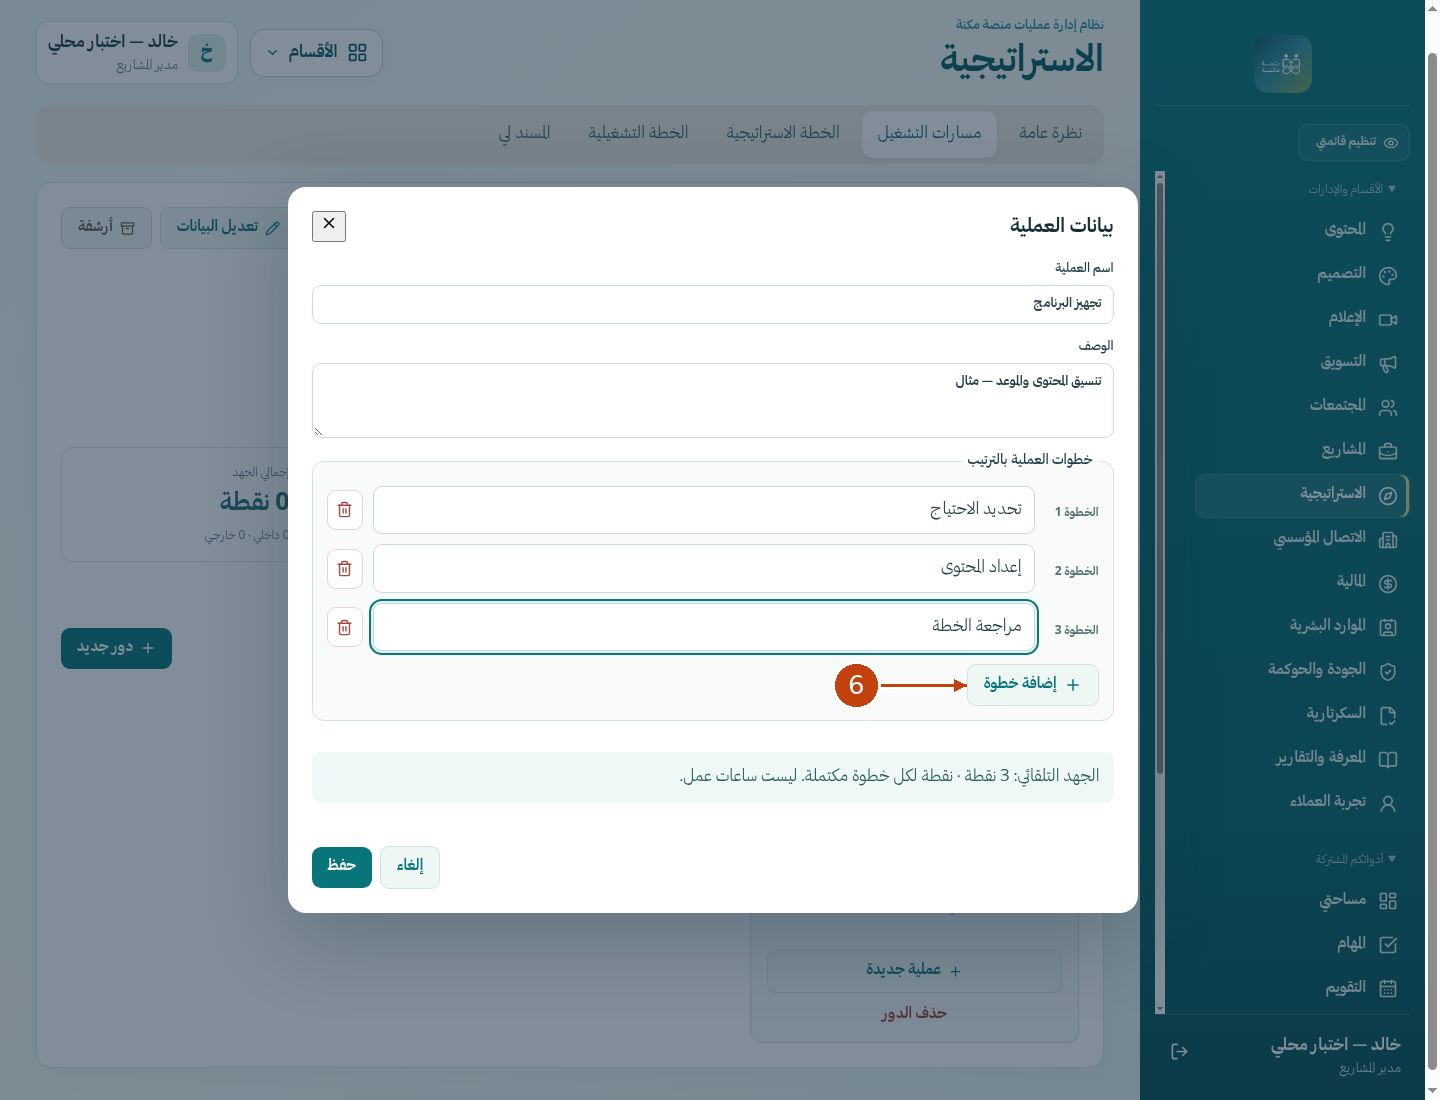 نظام إدارة عمليات منصة مكنة
الاستراتيجية
الأقسام
خ
خالد — اختبار محلي
مدير المشاريع
نظرة عامة
مسارات التشغيل
الخطة الاستراتيجية
الخطة التشغيلية
المسند لي
تعديل البيانات
أرشفة
إجمالي الجهد
0 نقطة
0 داخلي · 0 خارجي
دور جديد
بيانات العملية
اسم العملية
تجهيز البرنامج
الوصف
تنسيق المحتوى والموعد — مثال
خطوات العملية بالترتيب
الخطوة 1
تحديد الاحتياج
الخطوة 2
إعداد المحتوى
الخطوة 3
مراجعة الخطة
إضافة خطوة
6
الجهد التلقائي: 3 نقطة · نقطة لكل خطوة مكتملة. ليست ساعات عمل.
إلغاء
حفظ
عملية جديدة
حذف الدور
تنظيم قائمتي
الأقسام والإدارات
المحتوى
التصميم
الإعلام
التسويق
المجتمعات
المشاريع
الاستراتيجية
الاتصال المؤسسي
المالية
الموارد البشرية
الجودة والحوكمة
السكرتارية
المعرفة والتقارير
تجربة العملاء
أدواتكم المشتركة
مساحتي
المهام
التقويم
خالد — اختبار محلي
مدير المشاريع